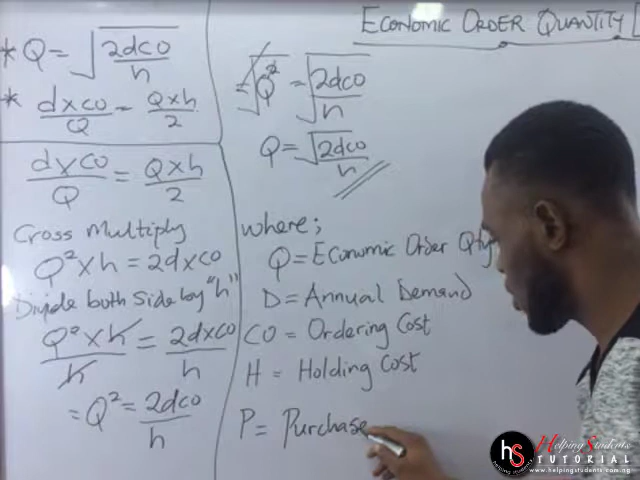 ECONOMIC ORDER QUANTITY
* Q = √2dco/h
* dxco/Q = Qxh/2
dxco/Q = Qxh/2
Cross Multiply
Q²xh = 2dxco
Divide both Side by "h"
Q²xh/h = 2dxco/h
= Q² = 2dco/h
= √Q² = √2dco/h
Q = √2dco/h
where;
Q = Economic Order Qty
D = Annual Demand
CO = Ordering Cost
H = Holding Cost
P = Purchase
hS Helping Students
TUTORIAL
www.helpingstudents.com.ng